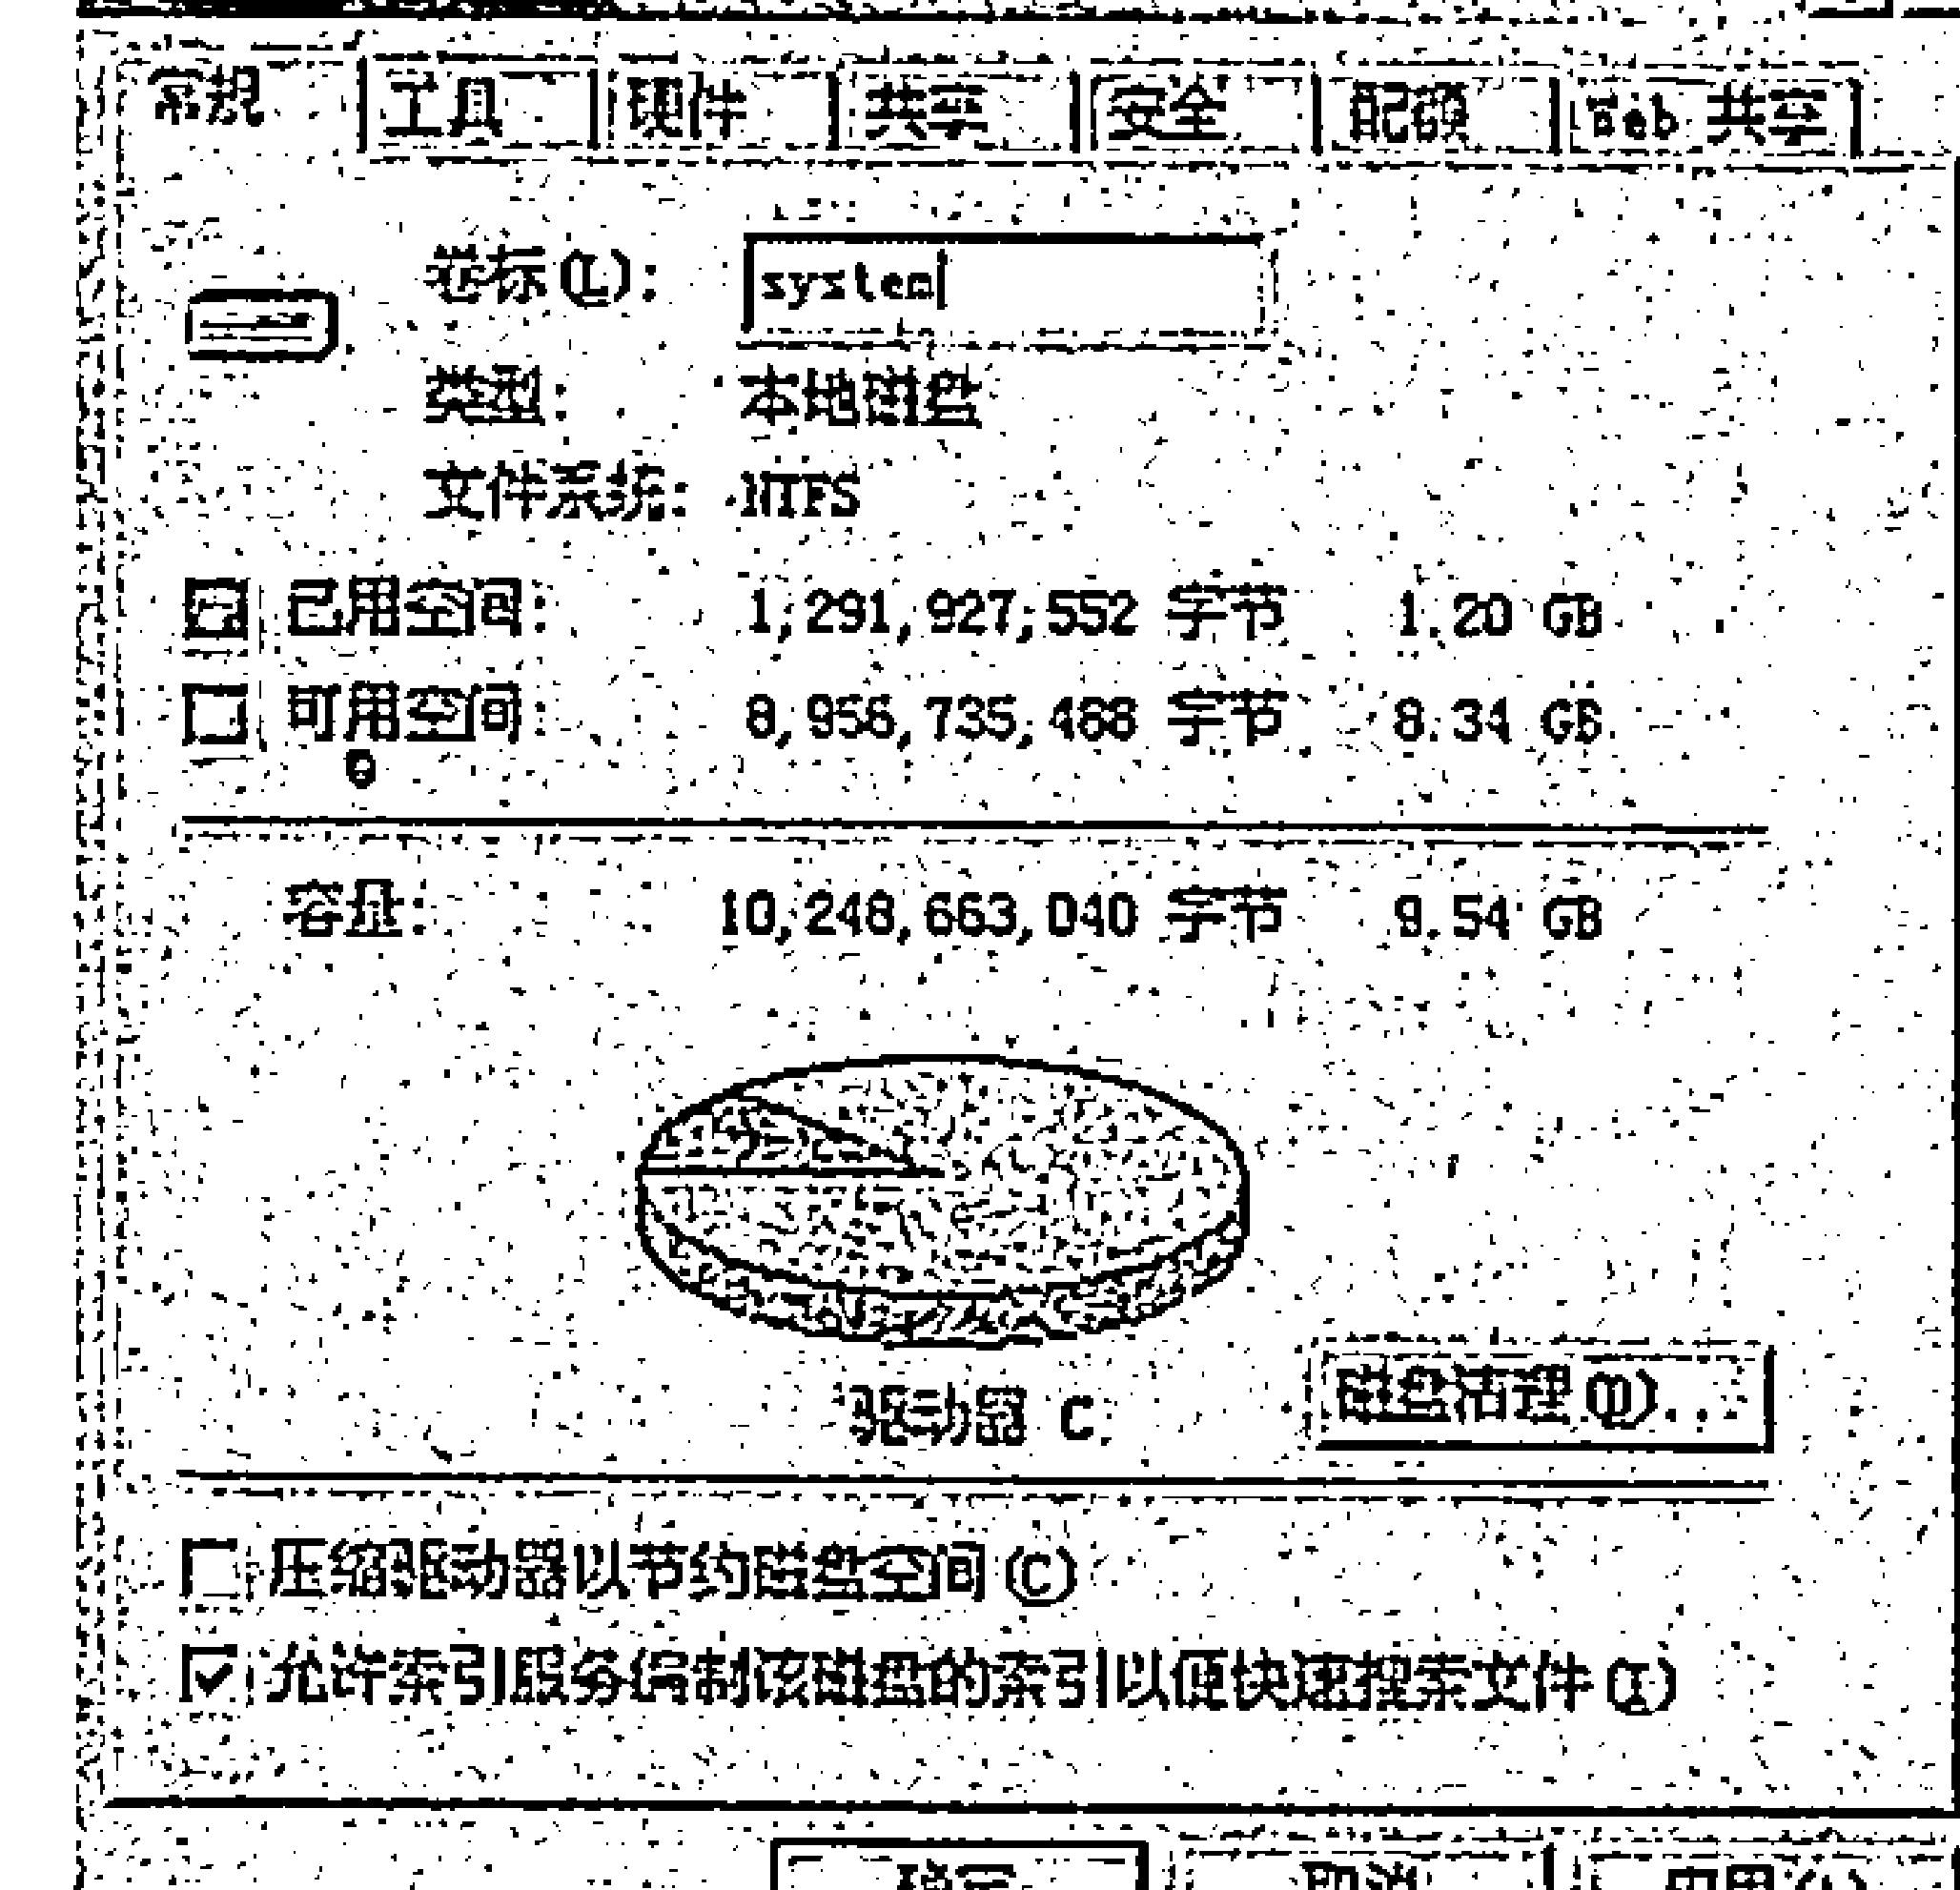 常规 工具 硬件 共享 安全 配额 Web 共享
卷标(L): system
类型: 本地磁盘
文件系统: NTFS
已用空间: 1,291,927,552 字节 1.20 GB
可用空间: 8,956,735,488 字节 8.34 GB
容量: 10,248,663,040 字节 9.54 GB
驱动器 C
磁盘清理(D)...
压缩驱动器以节约磁盘空间(C)
允许索引服务编制该磁盘的索引以便快速搜索文件(I)